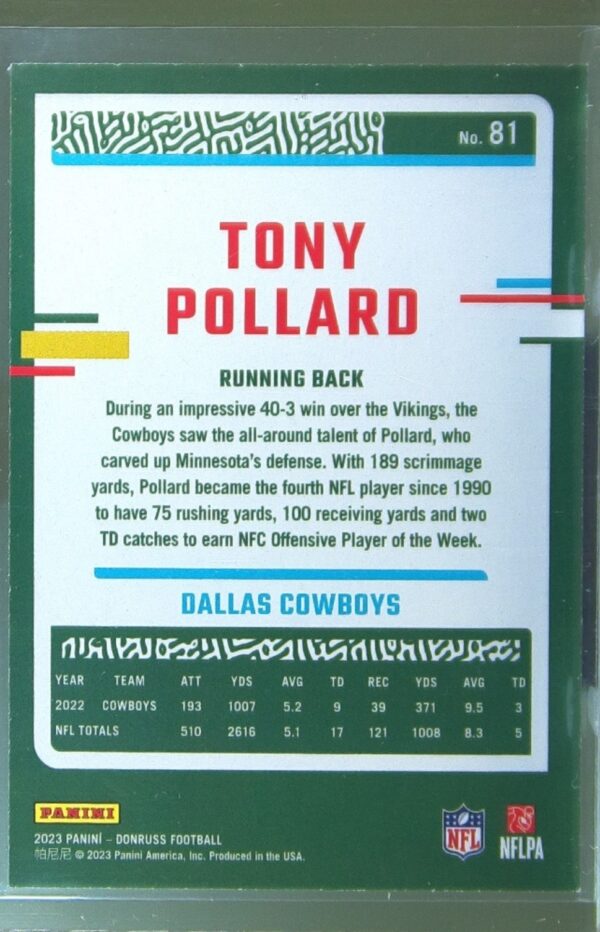 No. 81
TONY
POLLARD
RUNNING BACK
During an impressive 40-3 win over the Vikings, the
Cowboys saw the all-around talent of Pollard, who
carved up Minnesota's defense. With 189 scrimmage
yards, Pollard became the fourth NFL player since 1990
to have 75 rushing yards, 100 receiving yards and two
TD catches to earn NFC Offensive Player of the Week.
DALLAS COWBOYS
YEAR TEAM ATT YDS AVG TD REC YDS AVG TD
2022 COWBOYS 193 1007 5.2 9 39 371 9.5 3
NFL TOTALS 510 2616 5.1 17 121 1008 8.3 5
PANINI
2023 PANINI – DONRUSS FOOTBALL
帕尼尼 © 2023 Panini America, Inc. Produced in the USA.
NFL
NFLPA